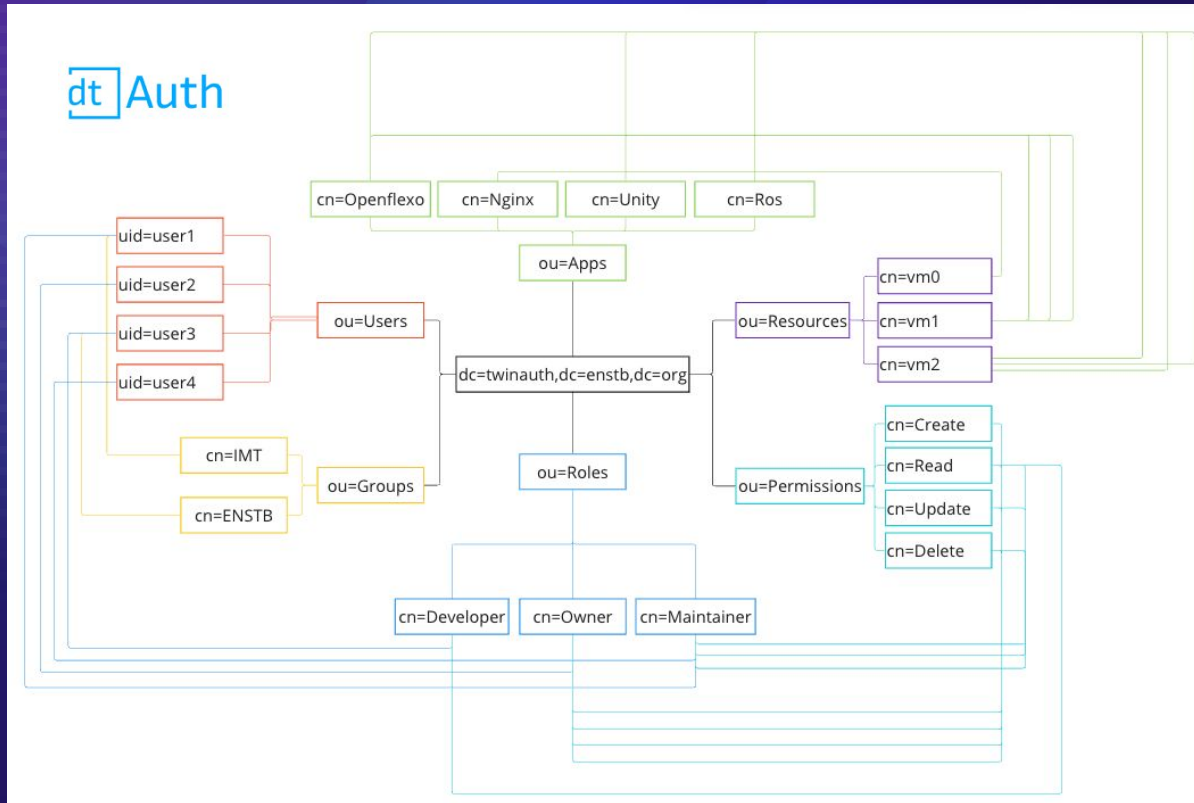 dt Auth
cn=Openflexo
cn=Nginx
cn=Unity
cn=Ros
ou=Apps
uid=user1
uid=user2
uid=user3
uid=user4
ou=Users
cn=IMT
cn=ENSTB
ou=Groups
dc=twinauth,dc=enstb,dc=org
ou=Resources
cn=vm0
cn=vm1
cn=vm2
ou=Permissions
cn=Create
cn=Read
cn=Update
cn=Delete
ou=Roles
cn=Developer
cn=Owner
cn=Maintainer